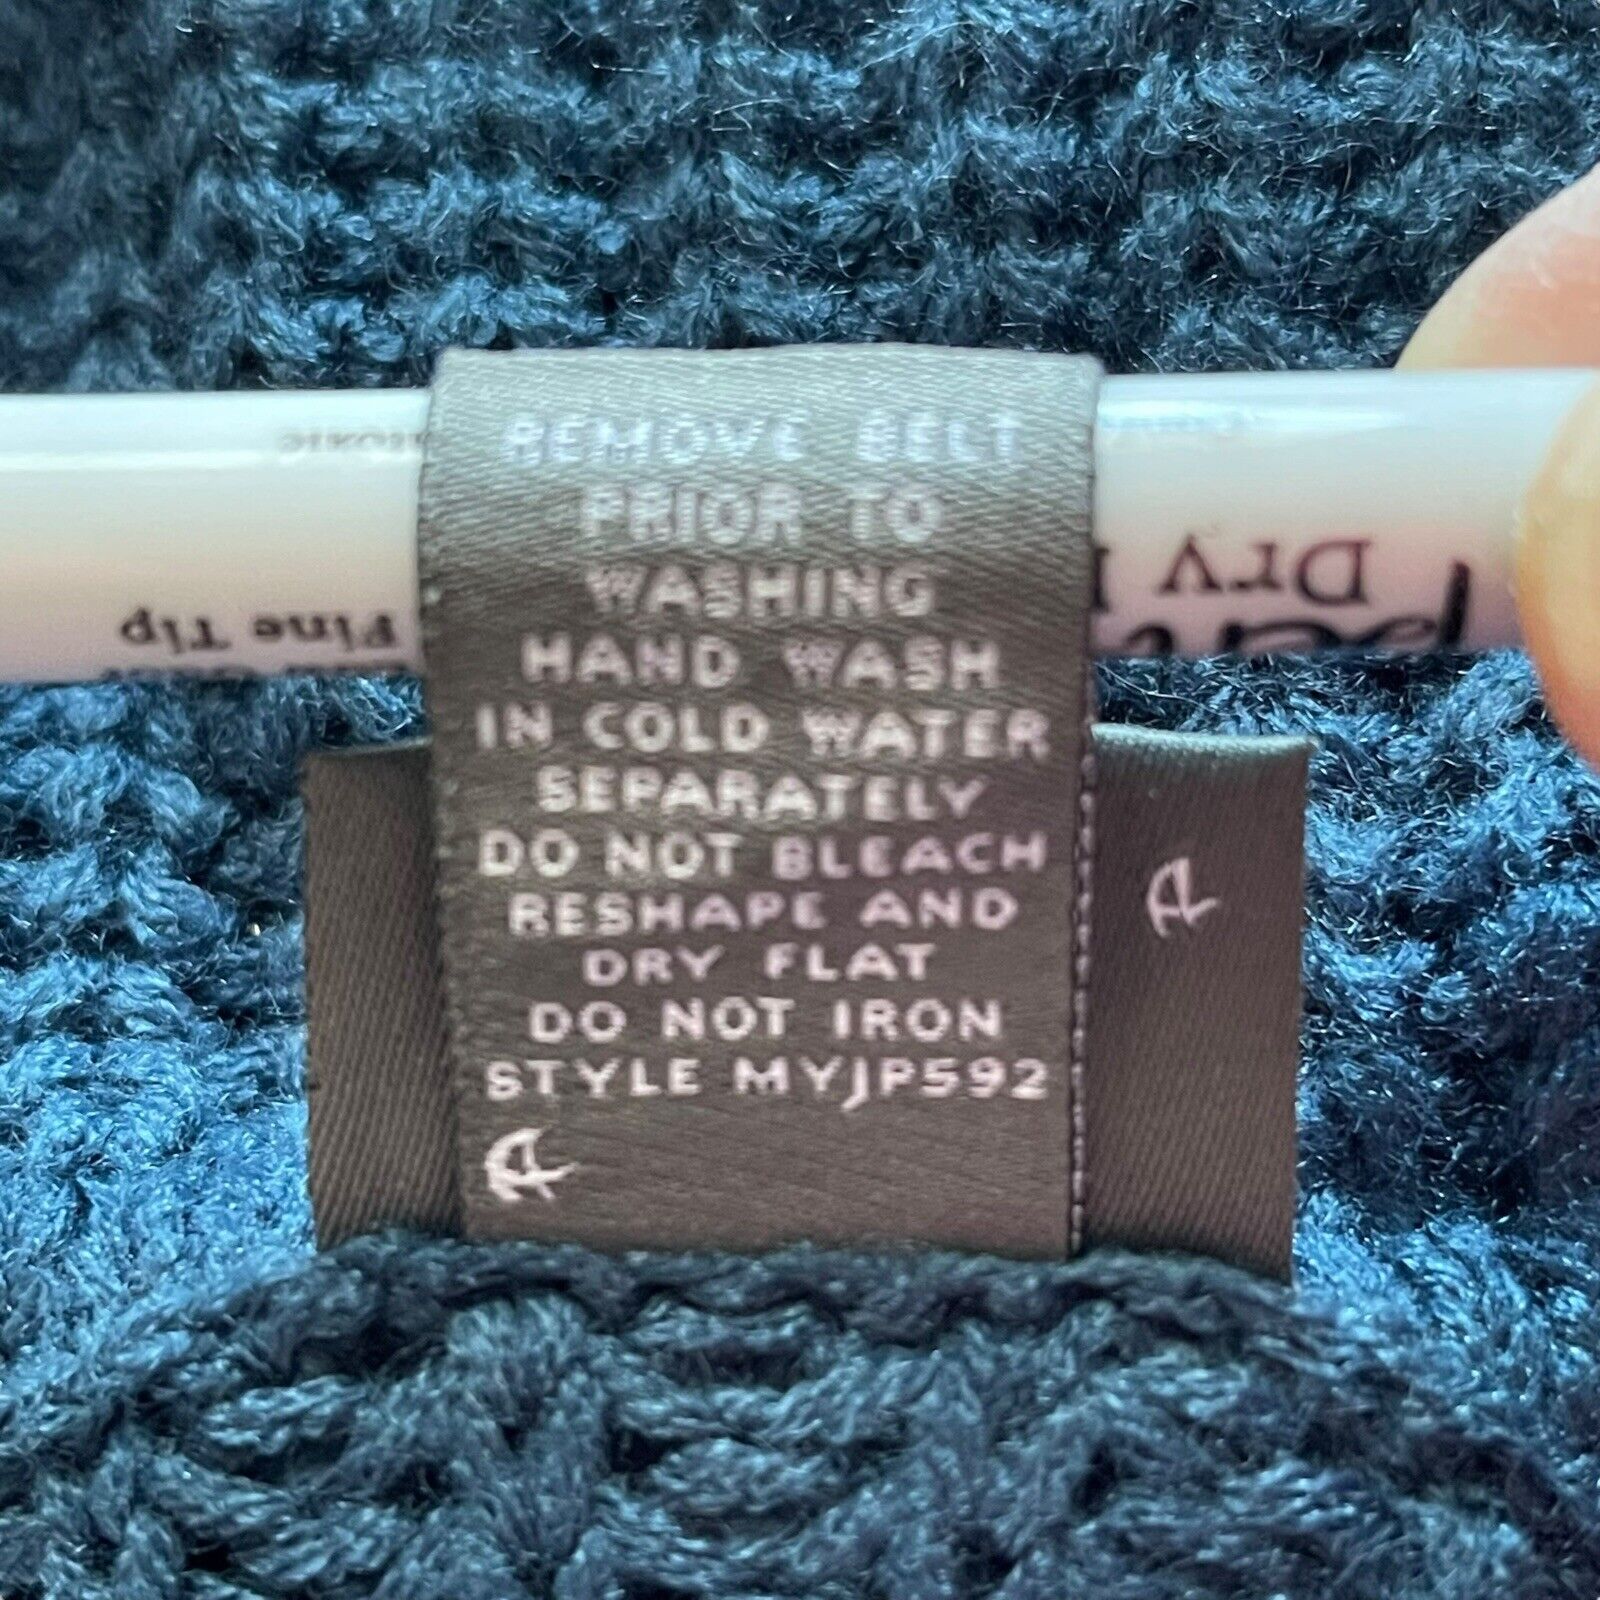 REMOVE BELT
PRIOR TO
WASHING
HAND WASH
IN COLD WATER
SEPARATELY
DO NOT BLEACH
RESHAPE AND
DRY FLAT
DO NOT IRON
STYLE MYJP592
Fine Tip
Dry